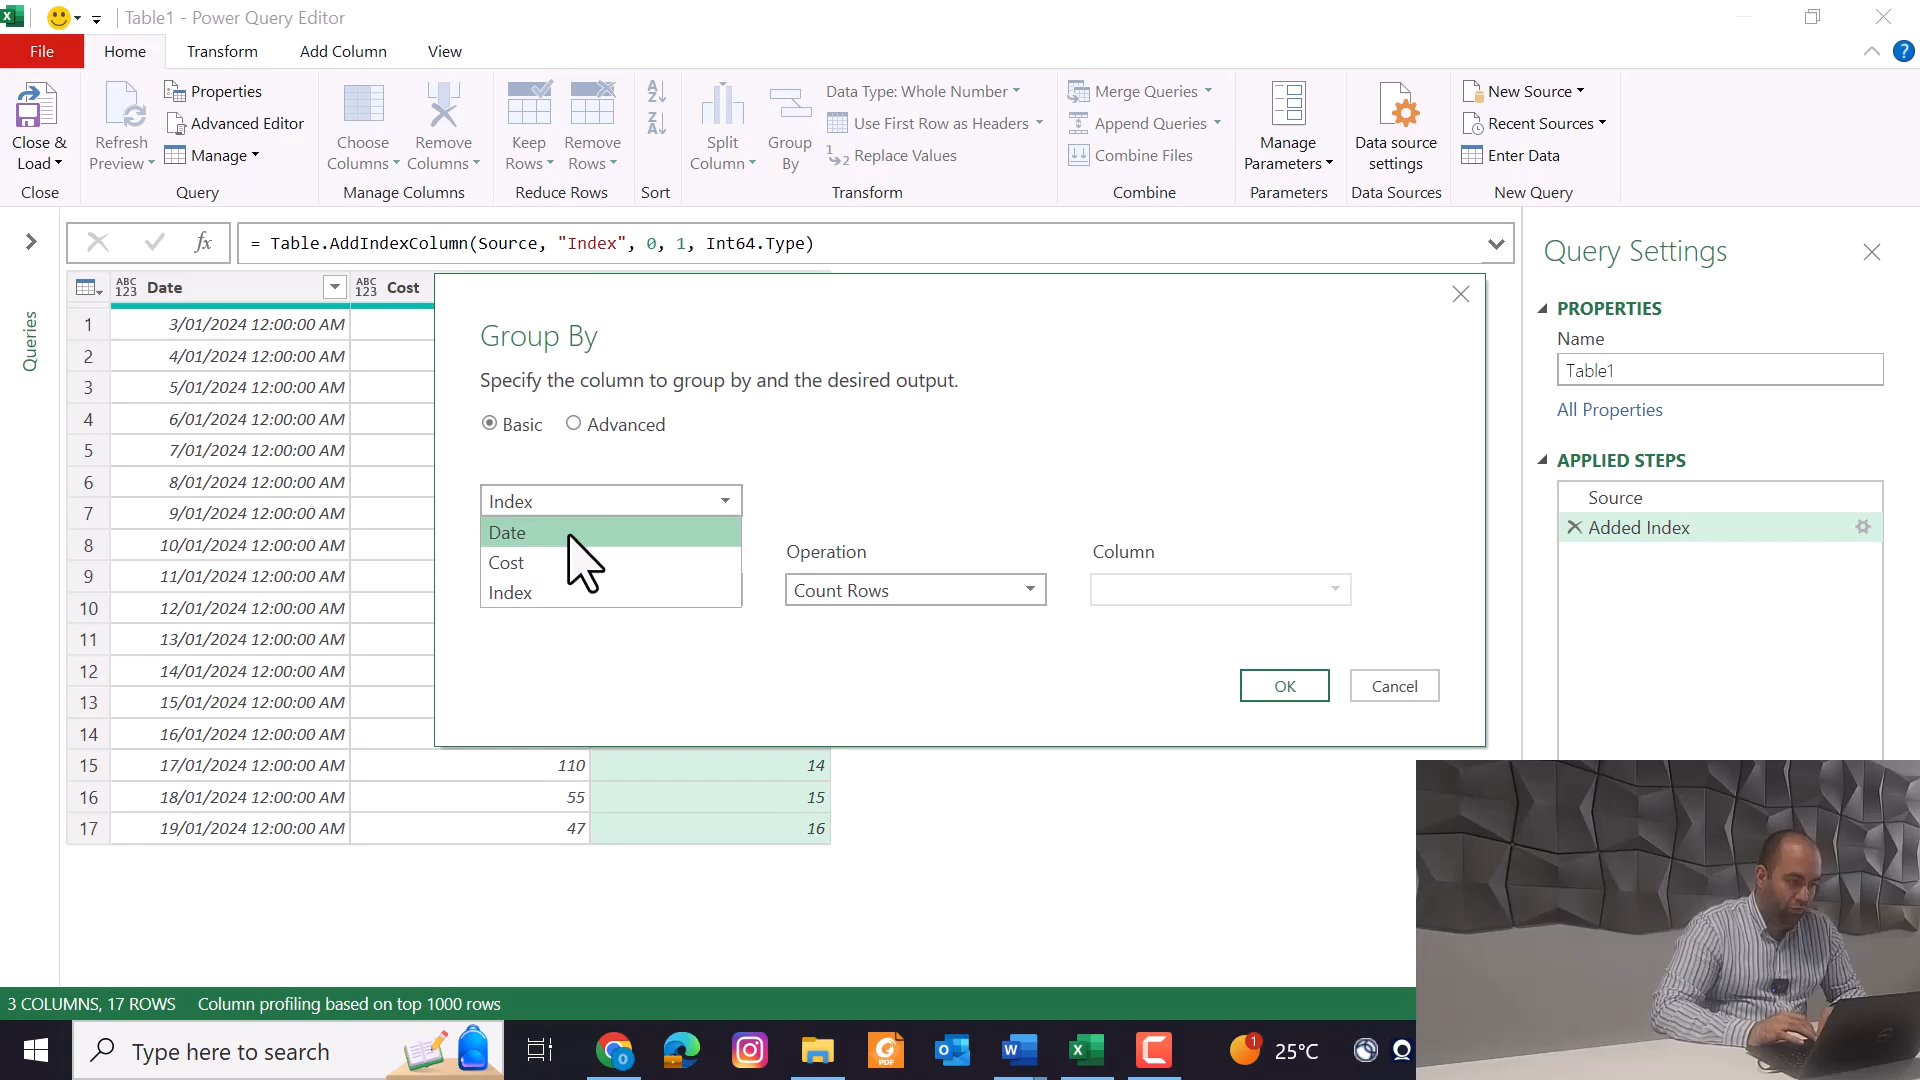 Table1 - Power Query Editor
File Home Transform Add Column View
Close & Load
Close
Refresh Preview
Properties
Advanced Editor
Manage
Query
Choose Columns
Remove Columns
Manage Columns
Keep Rows
Remove Rows
Reduce Rows
Sort
Split Column
Group By
Data Type: Whole Number
Use First Row as Headers
Replace Values
Transform
Merge Queries
Append Queries
Combine Files
Combine
Manage Parameters
Parameters
Data source settings
Data Sources
New Source
Recent Sources
Enter Data
New Query
fx = Table.AddIndexColumn(Source, "Index", 0, 1, Int64.Type)
Queries
ABC 123 Date ABC 123 Cost
1 3/01/2024 12:00:00 AM
2 4/01/2024 12:00:00 AM
3 5/01/2024 12:00:00 AM
4 6/01/2024 12:00:00 AM
5 7/01/2024 12:00:00 AM
6 8/01/2024 12:00:00 AM
7 9/01/2024 12:00:00 AM
8 10/01/2024 12:00:00 AM
9 11/01/2024 12:00:00 AM
10 12/01/2024 12:00:00 AM
11 13/01/2024 12:00:00 AM
12 14/01/2024 12:00:00 AM
13 15/01/2024 12:00:00 AM
14 16/01/2024 12:00:00 AM
15 17/01/2024 12:00:00 AM 110 14
16 18/01/2024 12:00:00 AM 55 15
17 19/01/2024 12:00:00 AM 47 16
Group By
Specify the column to group by and the desired output.
Basic Advanced
Index
Date
Cost
Index
Operation
Count Rows
Column
OK Cancel
Query Settings
PROPERTIES
Name
Table1
All Properties
APPLIED STEPS
Source
Added Index
3 COLUMNS, 17 ROWS Column profiling based on top 1000 rows
Type here to search
PDF
1
25°C